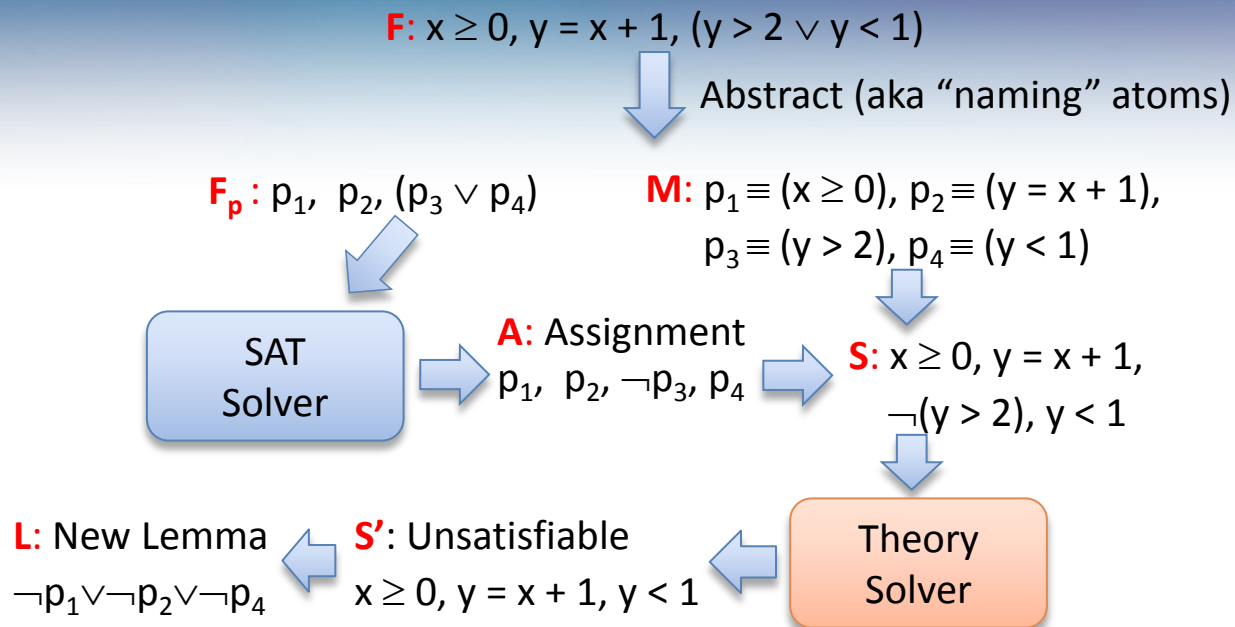 F: x ≥ 0, y = x + 1, (y > 2 ∨ y < 1)
Abstract (aka “naming” atoms)
Fₚ : p₁, p₂, (p₃ ∨ p₄)
M: p₁ ≡ (x ≥ 0), p₂ ≡ (y = x + 1),
p₃ ≡ (y > 2), p₄ ≡ (y < 1)
SAT
Solver
A: Assignment
p₁, p₂, ¬p₃, p₄
S: x ≥ 0, y = x + 1,
¬(y > 2), y < 1
Theory
Solver
S’: Unsatisfiable
x ≥ 0, y = x + 1, y < 1
L: New Lemma
¬p₁∨¬p₂∨¬p₄